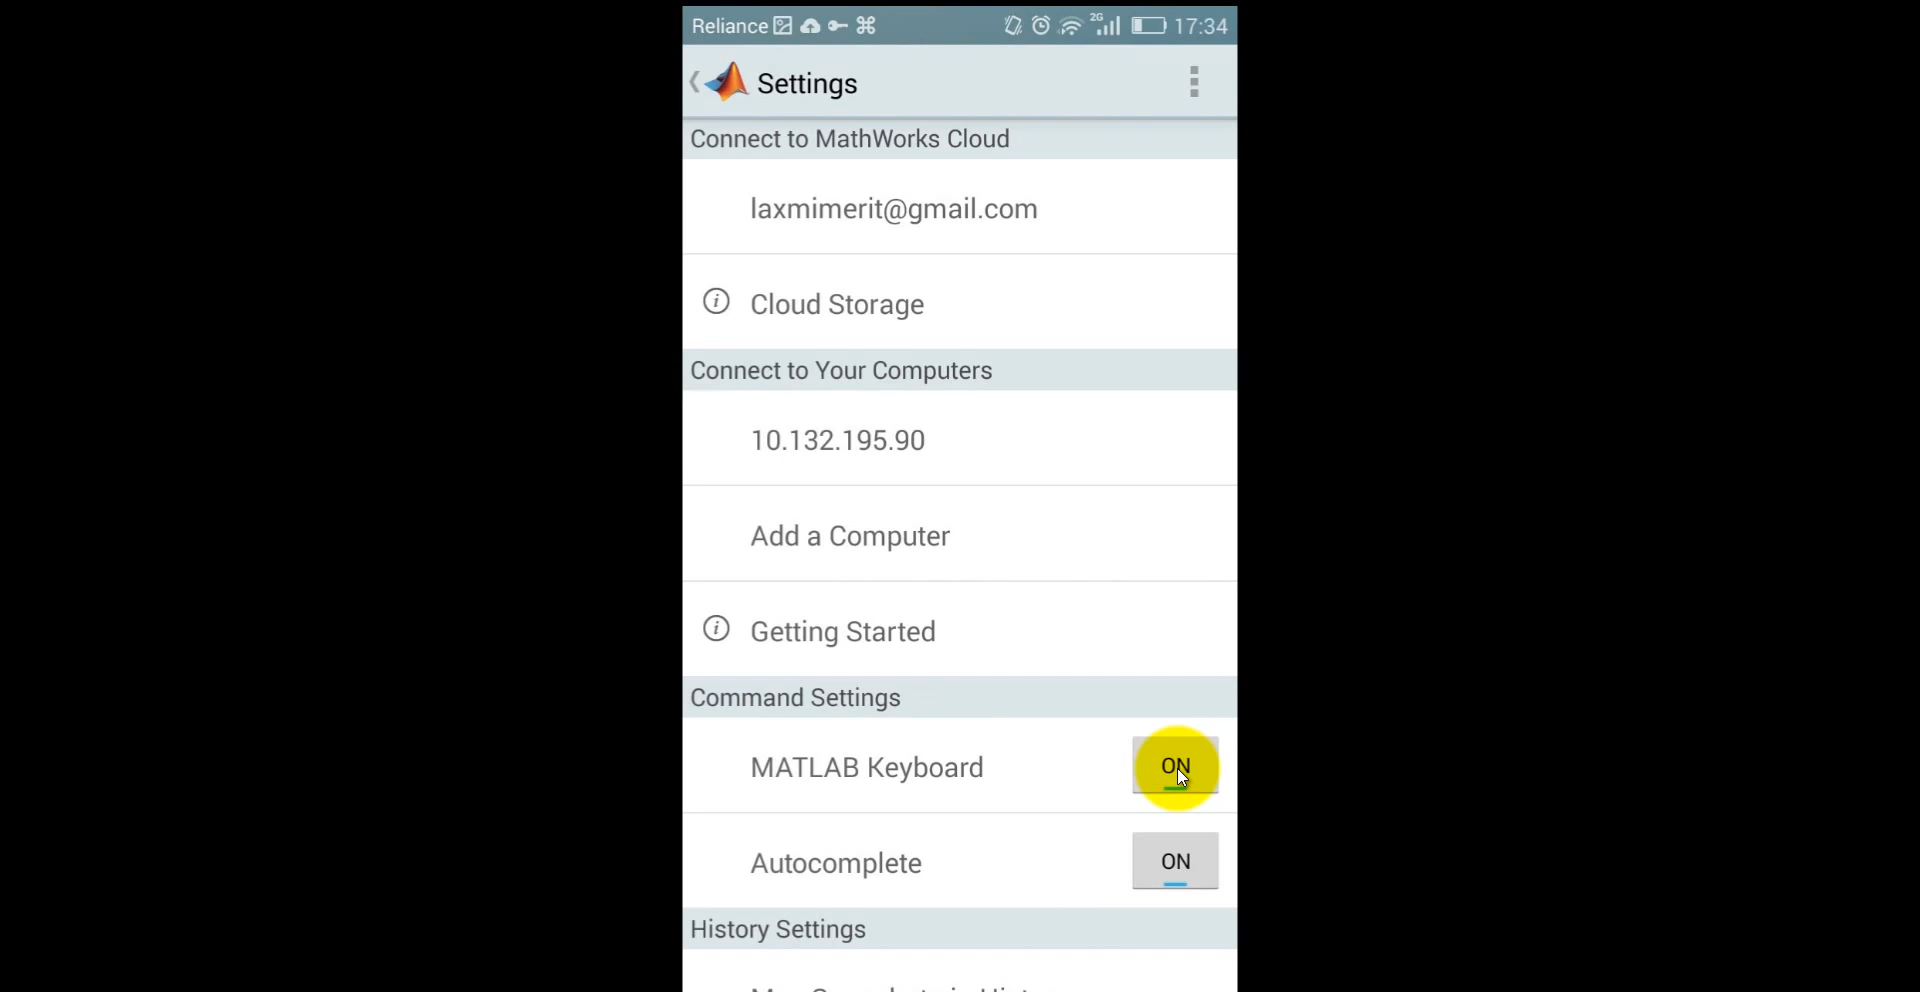 Reliance 2G 17:34
Settings
Connect to MathWorks Cloud
laxmimerit@gmail.com
Cloud Storage
Connect to Your Computers
10.132.195.90
Add a Computer
Getting Started
Command Settings
MATLAB Keyboard ON
Autocomplete ON
History Settings